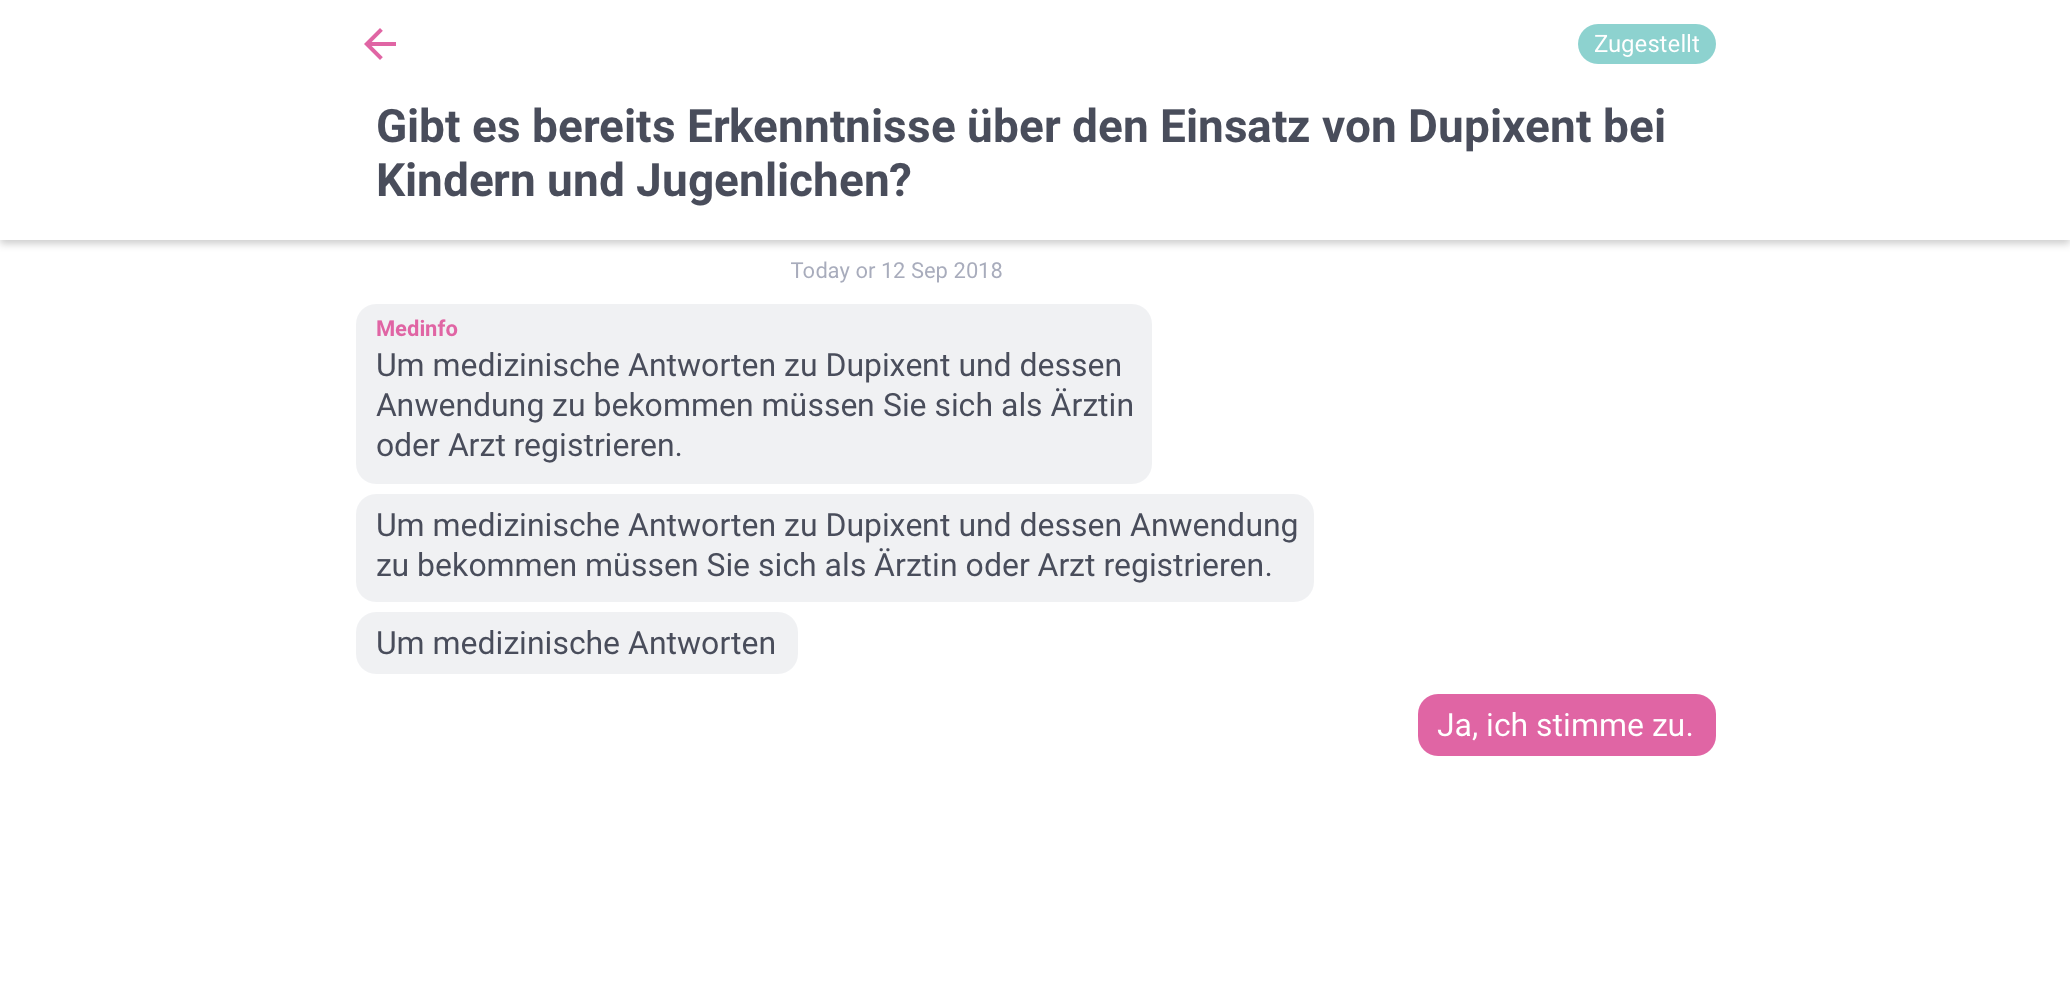 Zugestellt
Gibt es bereits Erkenntnisse über den Einsatz von Dupixent bei
Kindern und Jugenlichen?
Today or 12 Sep 2018
Medinfo
Um medizinische Antworten zu Dupixent und dessen
Anwendung zu bekommen müssen Sie sich als Ärztin
oder Arzt registrieren.
Um medizinische Antworten zu Dupixent und dessen Anwendung
zu bekommen müssen Sie sich als Ärztin oder Arzt registrieren.
Um medizinische Antworten
Ja, ich stimme zu.